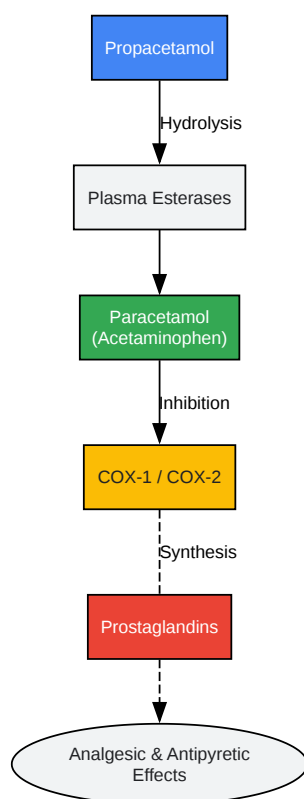 Propacetamol
Hydrolysis
Plasma Esterases
Paracetamol
(Acetaminophen)
Inhibition
COX-1 / COX-2
Synthesis
Prostaglandins
Analgesic & Antipyretic
Effects